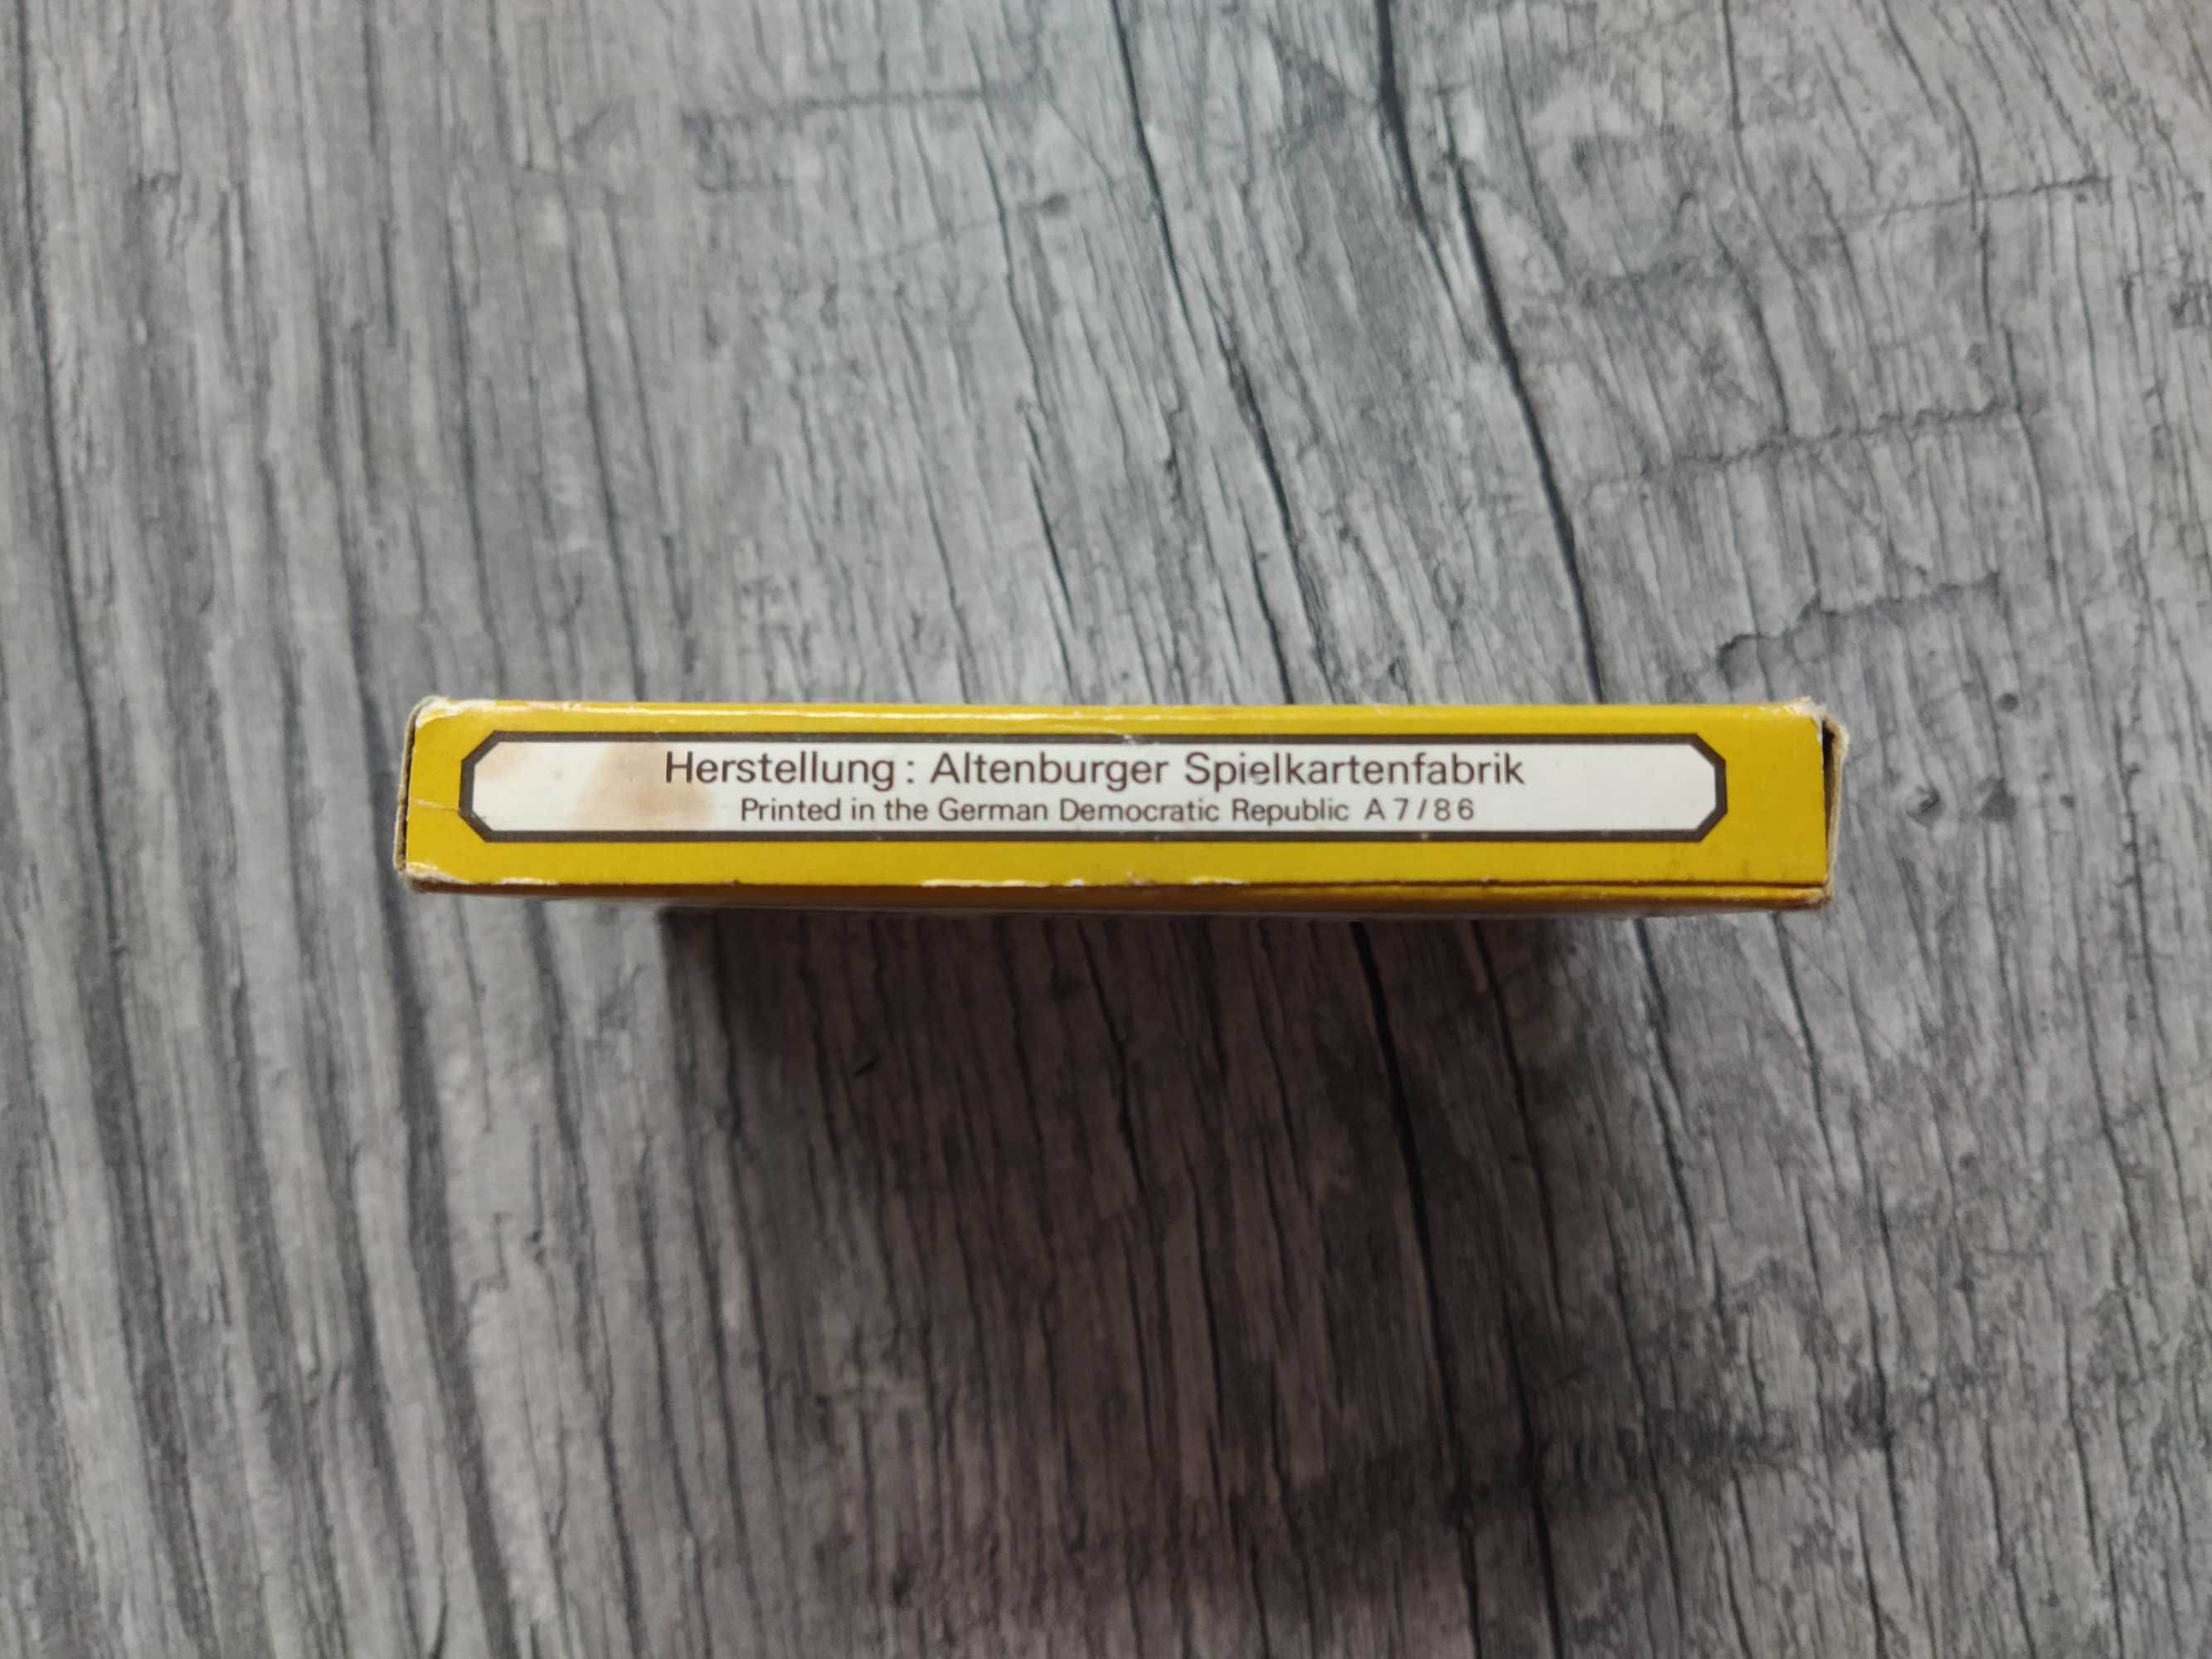 Herstellung: Altenburger Spielkartenfabrik
Printed in the German Democratic Republic A 7/86